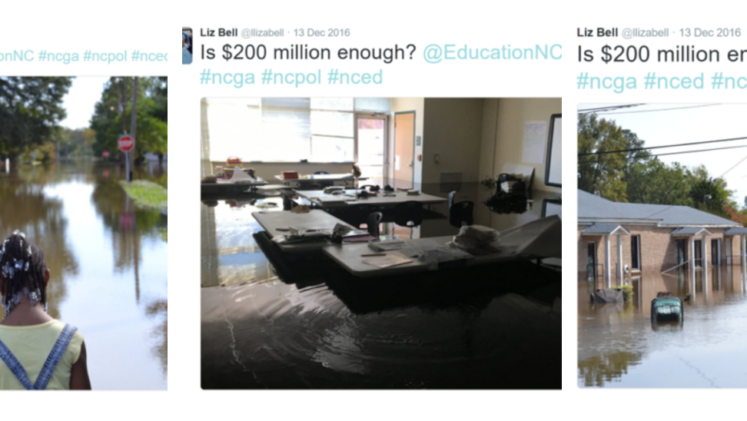 onNC #ncga #ncpol #nced
Liz Bell @llizabell · 13 Dec 2016
Is $200 million enough? @EducationNC
#ncga #ncpol #nced
Liz Bell @llizabell · 13 Dec 2016
Is $200 million en
#ncga #nced #nc